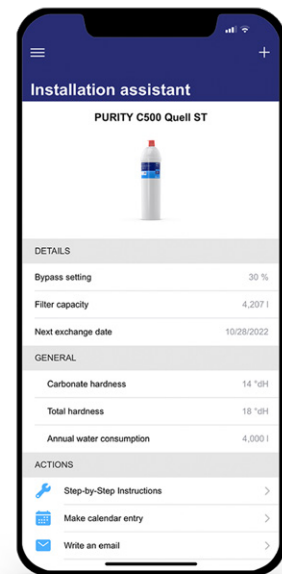 Installation assistant
PURITY C500 Quell ST
DETAILS
Bypass setting 30 %
Filter capacity 4,207 l
Next exchange date 10/28/2022
GENERAL
Carbonate hardness 14 °dH
Total hardness 18 °dH
Annual water consumption 4,000 l
ACTIONS
Step-by-Step Instructions
Make calendar entry
Write an email